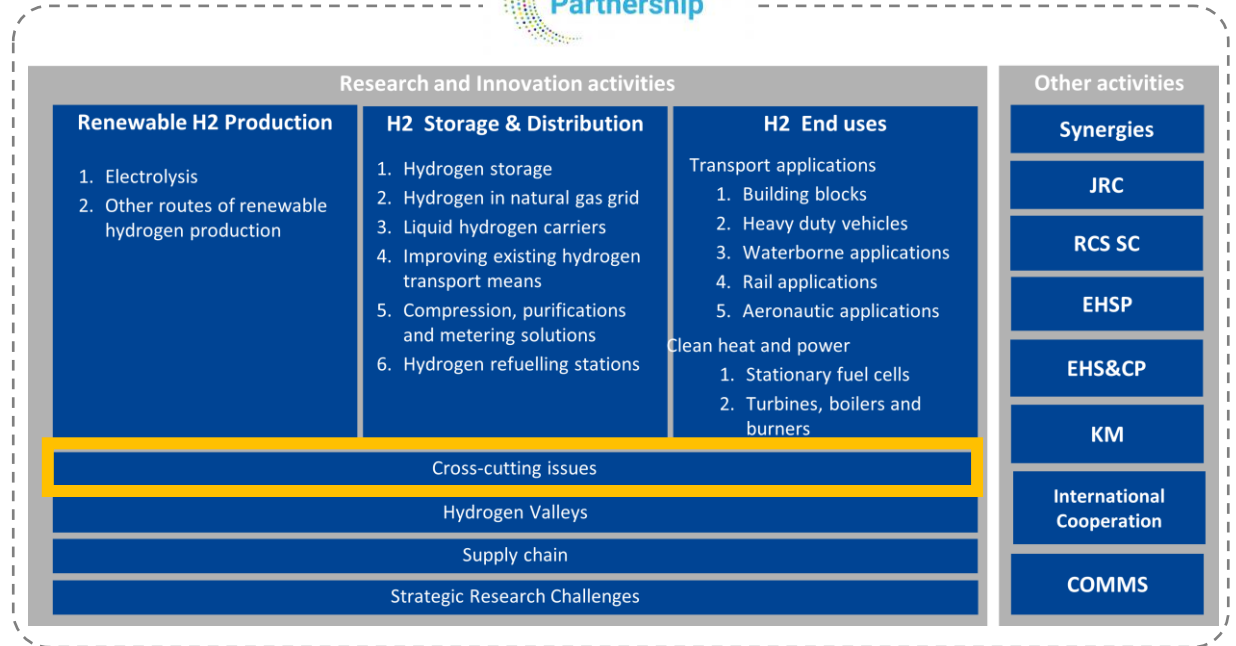 Partnership
Research and Innovation activities
Renewable H2 Production
1. Electrolysis
2. Other routes of renewable
hydrogen production
H2 Storage & Distribution
1. Hydrogen storage
2. Hydrogen in natural gas grid
3. Liquid hydrogen carriers
4. Improving existing hydrogen
transport means
5. Compression, purifications
and metering solutions
6. Hydrogen refuelling stations
H2 End uses
Transport applications
1. Building blocks
2. Heavy duty vehicles
3. Waterborne applications
4. Rail applications
5. Aeronautic applications
Clean heat and power
1. Stationary fuel cells
2. Turbines, boilers and
burners
Cross-cutting issues
Hydrogen Valleys
Supply chain
Strategic Research Challenges
Other activities
Synergies
JRC
RCS SC
EHSP
EHS&CP
KM
International
Cooperation
COMMS